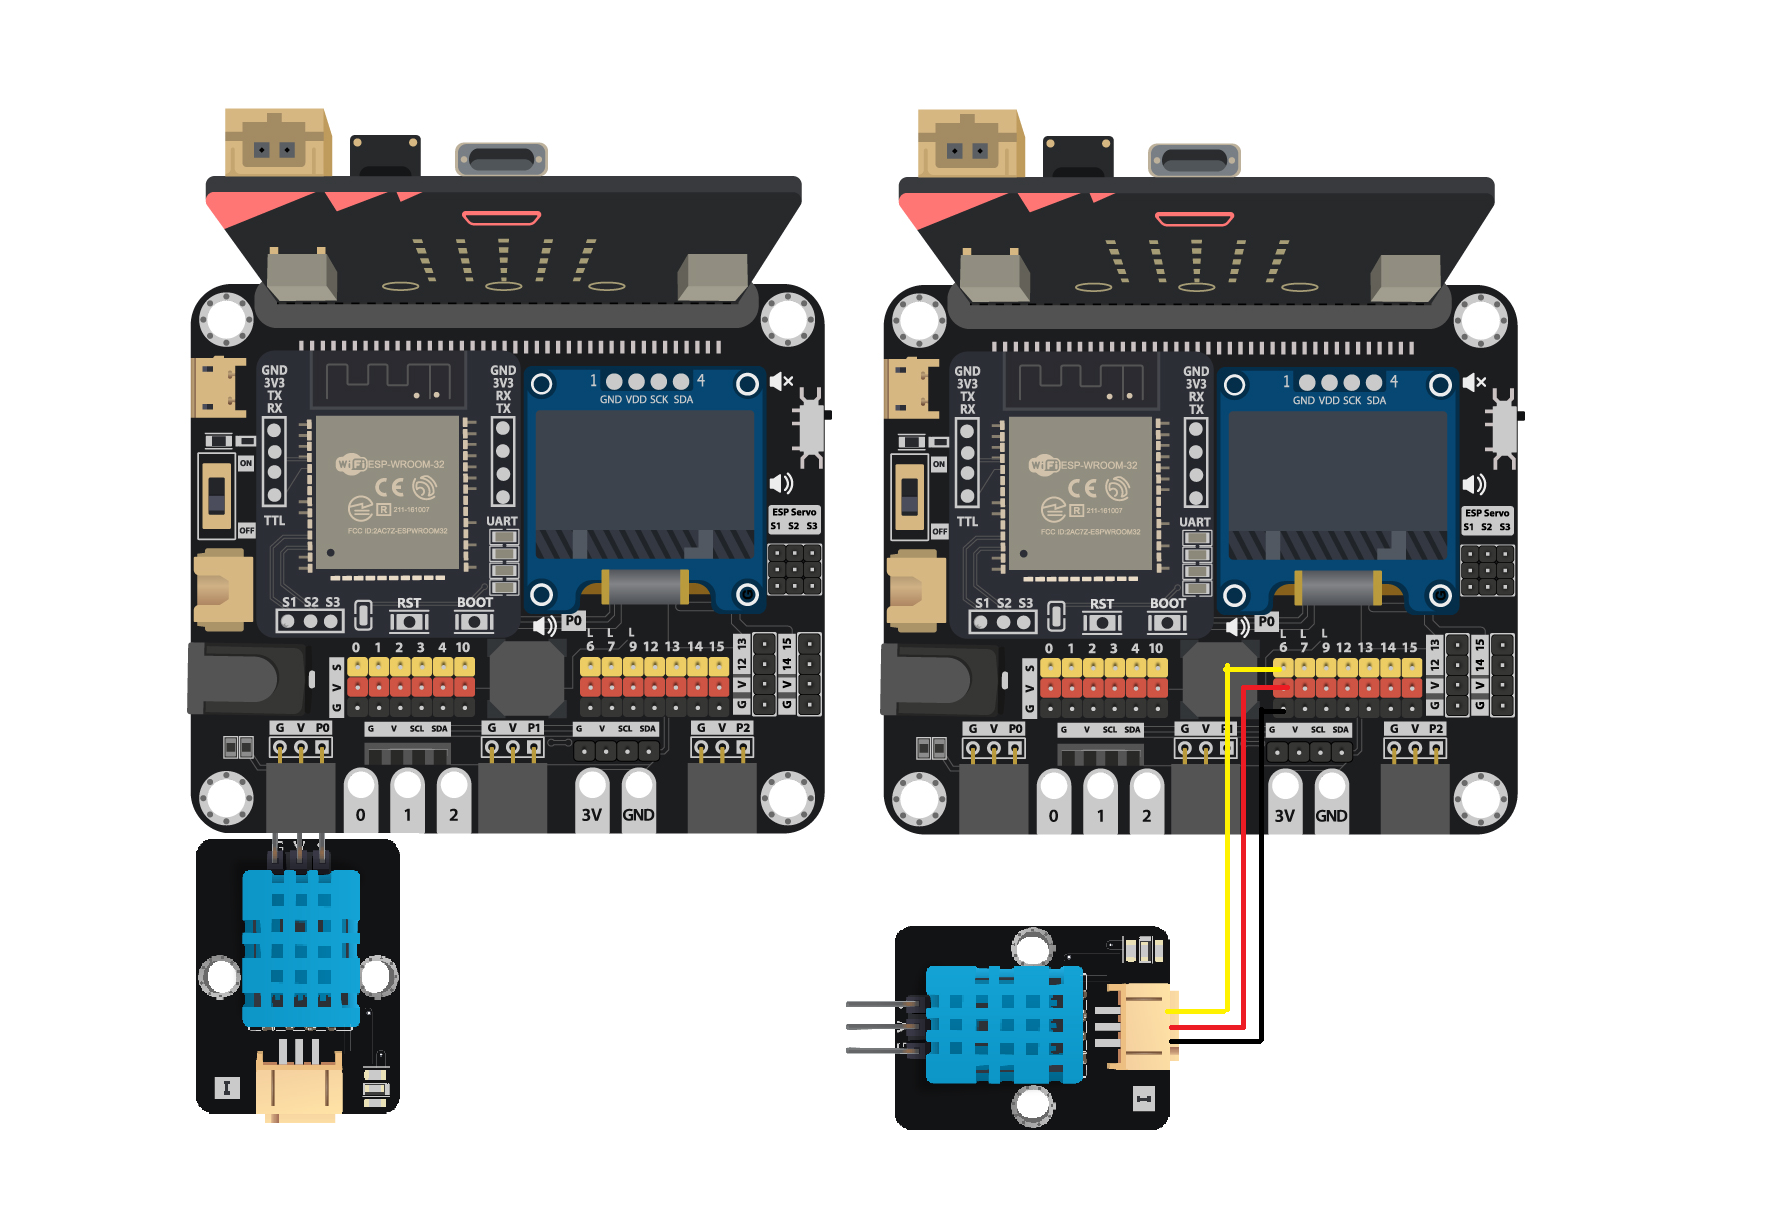 GND
3V3
TX
RX
GND
3V3
RX
TX
1 4
GND VDD SCK SDA
ON
OFF
WiFi ESP-WROOM-32
CE
R 211-161007
FCC ID:2AC7Z-ESPWROOM32
TTL
UART
ESP Servo
S1 S2 S3
S1 S2 S3
RST
BOOT
P0
L L L
0 1 2 3 4 10
6 7 9 12 13 14 15
S
V
G
13
12
V
G
15
14
V
G
G V P0
G V SCL SDA
G V P1
G V SCL SDA
G V P2
0 1 2
3V GND
I
GND
3V3
TX
RX
GND
3V3
RX
TX
1 4
GND VDD SCK SDA
ON
OFF
WiFi ESP-WROOM-32
CE
R 211-161007
FCC ID:2AC7Z-ESPWROOM32
TTL
UART
ESP Servo
S1 S2 S3
S1 S2 S3
RST
BOOT
P0
L L L
0 1 2 3 4 10
6 7 9 12 13 14 15
S
V
G
13
12
V
G
15
14
V
G
G V P0
G V SCL SDA
G V
G V SCL SDA
G V P2
0 1 2
3V GND
I